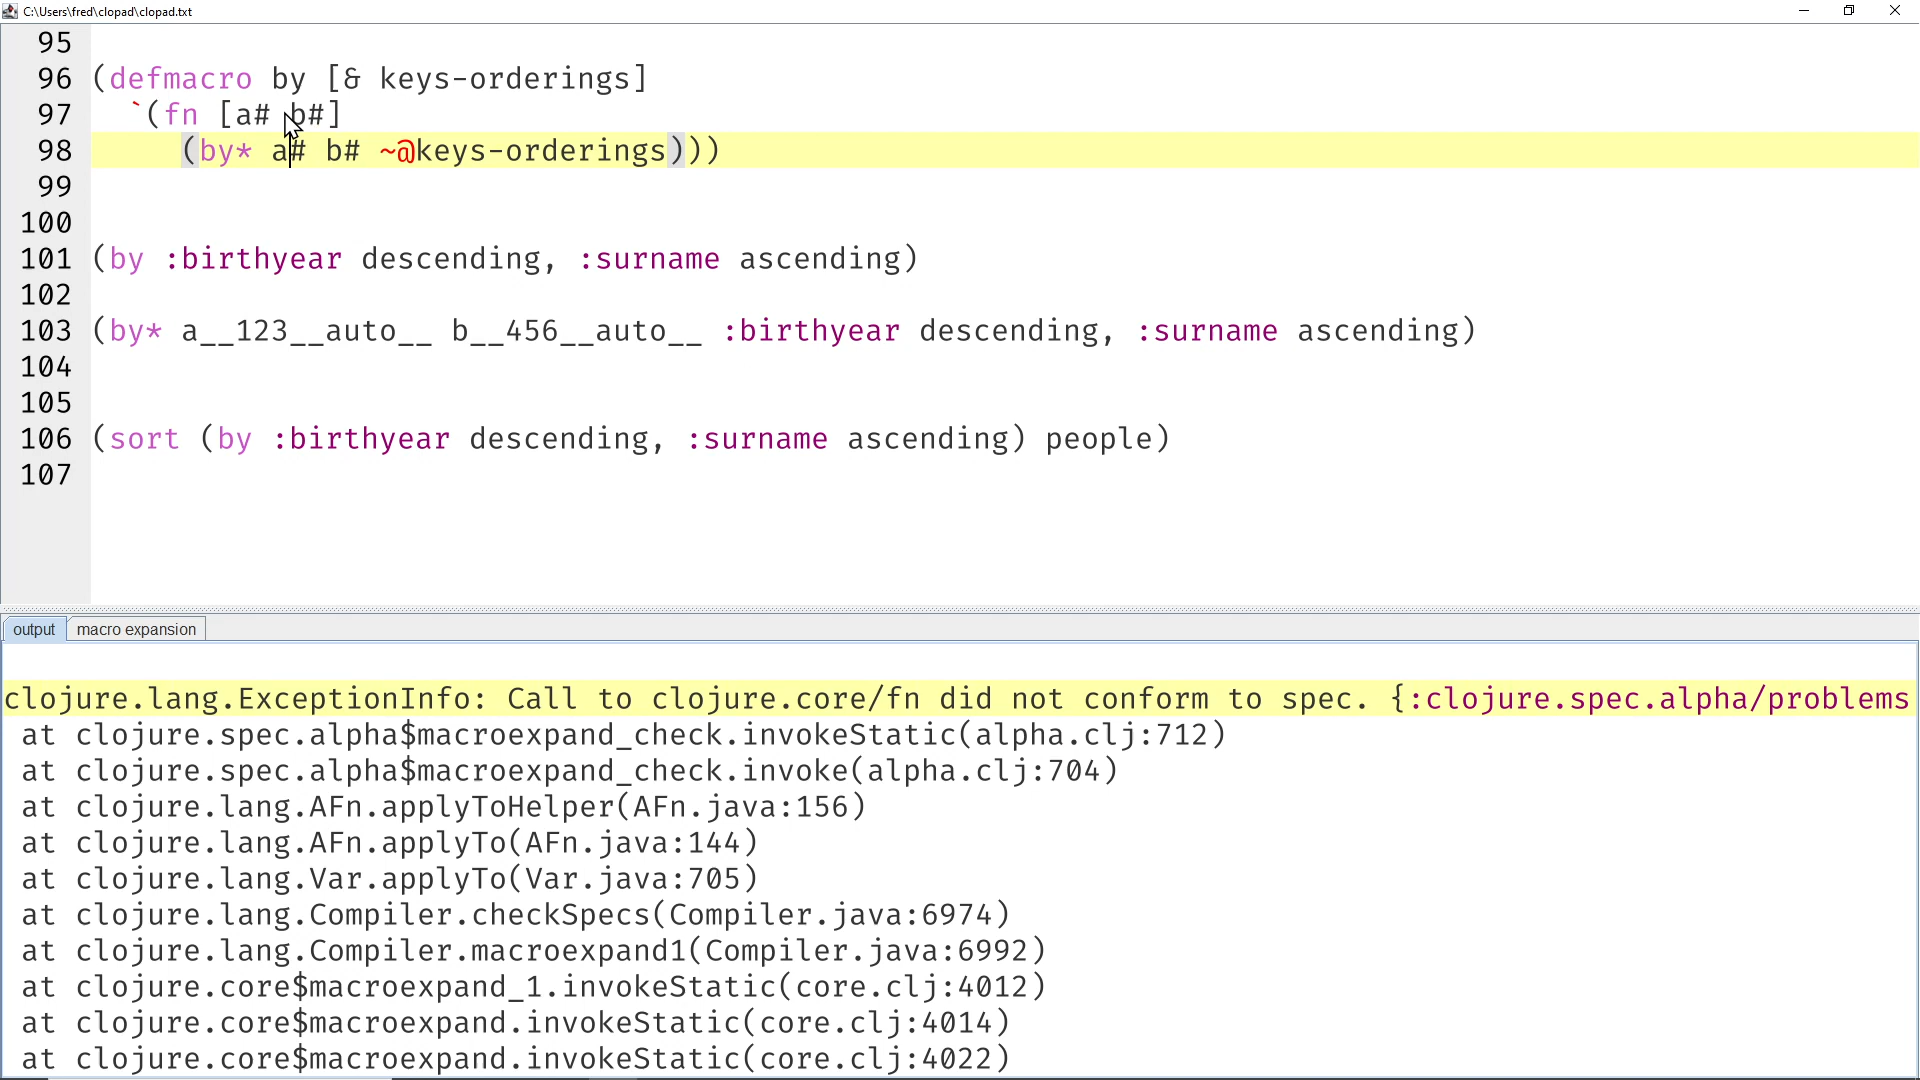 C:\Users\fred\clopad\clopad.txt
95
96 (defmacro by [& keys-orderings]
97   `(fn [a# b#]
98      (by* a# b# ~@keys-orderings)))
99
100
101 (by :birthyear descending, :surname ascending)
102
103 (by* a__123__auto__ b__456__auto__ :birthyear descending, :surname ascending)
104
105
106 (sort (by :birthyear descending, :surname ascending) people)
107
output macro expansion
clojure.lang.ExceptionInfo: Call to clojure.core/fn did not conform to spec. {:clojure.spec.alpha/problems
 at clojure.spec.alpha$macroexpand_check.invokeStatic(alpha.clj:712)
 at clojure.spec.alpha$macroexpand_check.invoke(alpha.clj:704)
 at clojure.lang.AFn.applyToHelper(AFn.java:156)
 at clojure.lang.AFn.applyTo(AFn.java:144)
 at clojure.lang.Var.applyTo(Var.java:705)
 at clojure.lang.Compiler.checkSpecs(Compiler.java:6974)
 at clojure.lang.Compiler.macroexpand1(Compiler.java:6992)
 at clojure.core$macroexpand_1.invokeStatic(core.clj:4012)
 at clojure.core$macroexpand.invokeStatic(core.clj:4014)
 at clojure.core$macroexpand.invokeStatic(core.clj:4022)